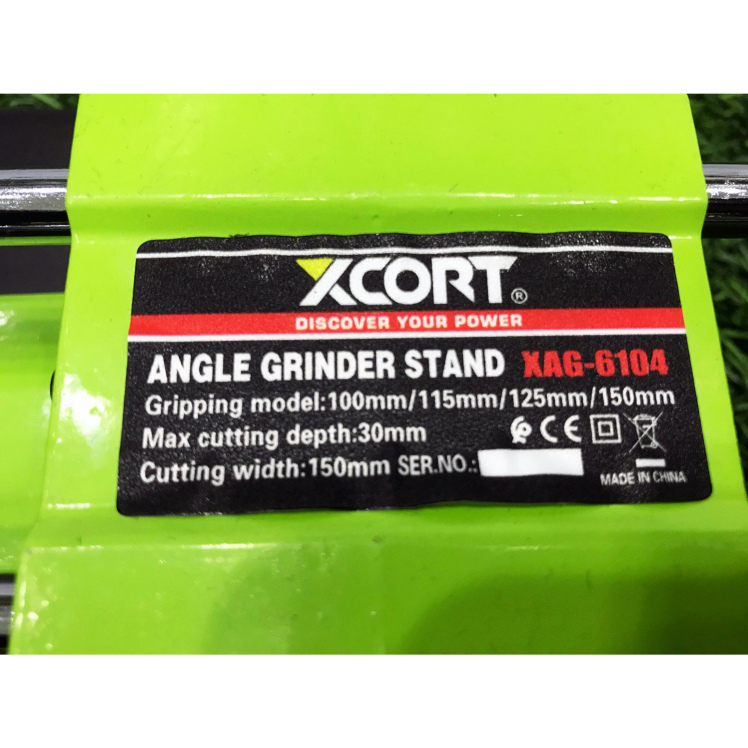 XCORT®
DISCOVER YOUR POWER
ANGLE GRINDER STAND XAG-6104
Gripping model:100mm/115mm/125mm/150mm
Max cutting depth:30mm CE
Cutting width:150mm SER.NO.:
MADE IN CHINA